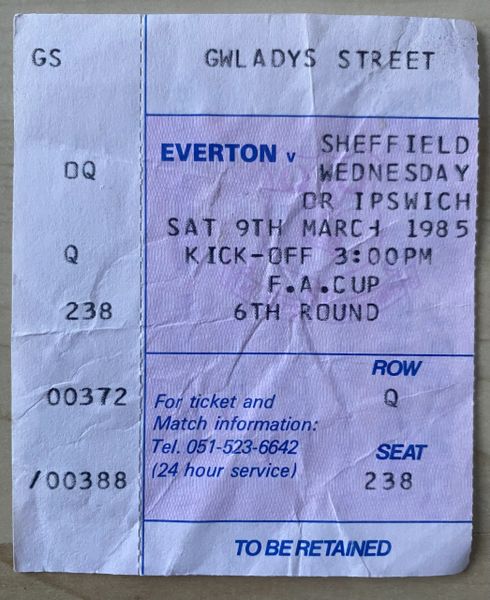 GS
GWLADYS STREET
EVERTON v SHEFFIELD
WEDNESDAY
OR IPSWICH
SAT 9TH MARCH 1985
KICK-OFF 3:00PM
F.A.CUP
6TH ROUND
DQ
Q
238
00372
/00388
For ticket and
Match information:
Tel. 051-523-6642
(24 hour service)
ROW
Q
SEAT
238
TO BE RETAINED